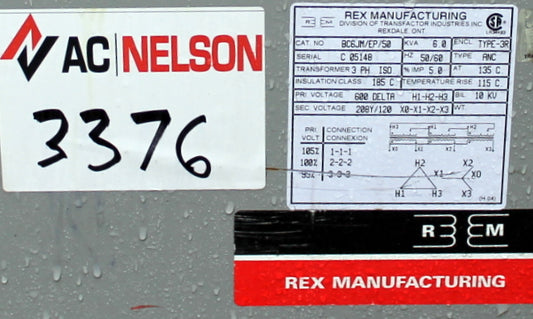 AC|NELSON
3376
REX MANUFACTURING
DIVISION OF TRANSFACTOR INDUSTRIES INC.
REXDALE, ONT
CAT. NO BC6JM/EP/50 KVA 6.0 ENCL. TYPE-3R
SERIAL C 05148 HZ 50/60 TYPE ANC
TRANSFORMER 3 PH ISO % IMP 5.0 AT 135 C
INSULATION CLASS 185 C TEMPERATURE RISE 115 C
PRI VOLTAGE 600 DELTA H1-H2-H3 BIL 10 KV
SEC VOLTAGE 208Y/120 X0-X1-X2-X3 WT.
PRI. CONNECTION
VOLT CONNEXION
105% 1-1-1
100% 2-2-2
95% 3-3-3
H2 X2
X1 X0
H1 H3 X3
R M
REX MANUFACTURING